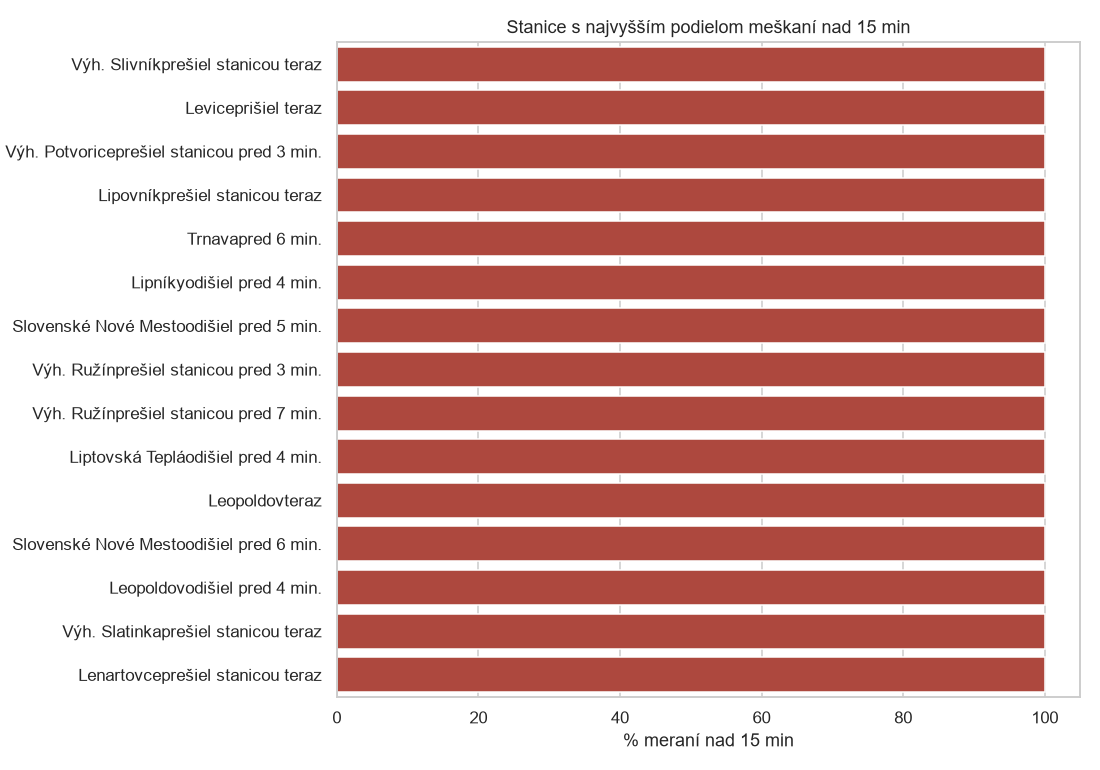 Stanice s najvyšším podielom meškaní nad 15 min
Výh. Slivníkprešiel stanicou teraz
Leviceprišiel teraz
Výh. Potvoriceprešiel stanicou pred 3 min.
Lipovníkprešiel stanicou teraz
Trnavapred 6 min.
Lipníkyodišiel pred 4 min.
Slovenské Nové Mestoodišiel pred 5 min.
Výh. Ružínprešiel stanicou pred 3 min.
Výh. Ružínprešiel stanicou pred 7 min.
Liptovská Tepláodišiel pred 4 min.
Leopoldovteraz
Slovenské Nové Mestoodišiel pred 6 min.
Leopoldovodišiel pred 4 min.
Výh. Slatinkaprešiel stanicou teraz
Lenartovceprešiel stanicou teraz
0 20 40 60 80 100
% meraní nad 15 min